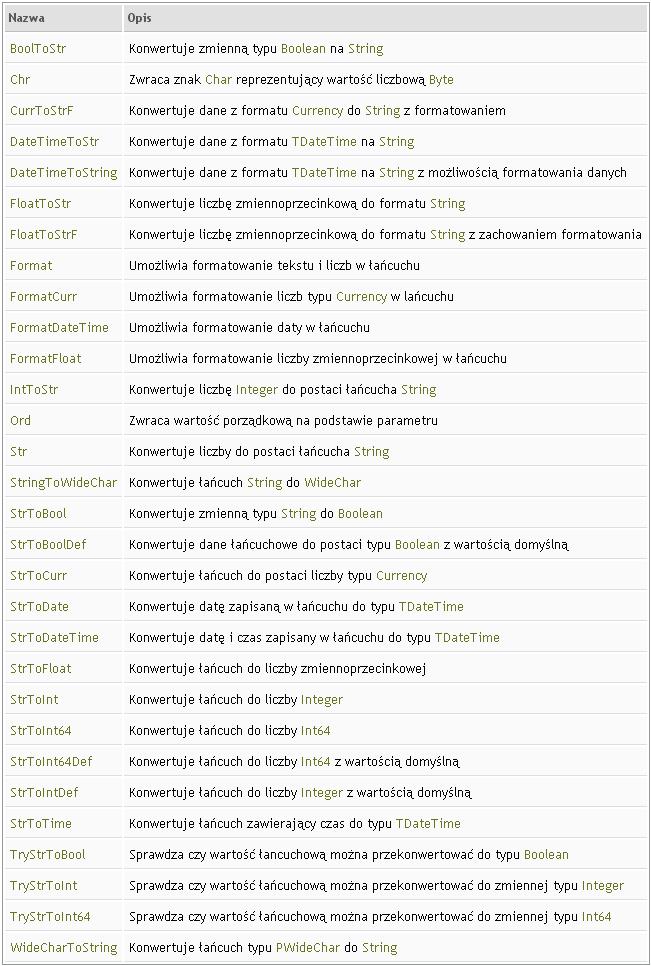 Nazwa Opis
BoolToStr Konwertuje zmienną typu Boolean na String
Chr Zwraca znak Char reprezentujący wartość liczbową Byte
CurrToStrF Konwertuje dane z formatu Currency do String z formatowaniem
DateTimeToStr Konwertuje dane z formatu TDateTime na String
DateTimeToString Konwertuje dane z formatu TDateTime na String z możliwością formatowania danych
FloatToStr Konwertuje liczbę zmiennoprzecinkową do formatu String
FloatToStrF Konwertuje liczbę zmiennoprzecinkową do formatu String z zachowaniem formatowania
Format Umożliwia formatowanie tekstu i liczb w łańcuchu
FormatCurr Umożliwia formatowanie liczb typu Currency w lańcuchu
FormatDateTime Umożliwia formatowanie daty w łańcuchu
FormatFloat Umożliwia formatowanie liczby zmiennoprzecinkowej w łańcuchu
IntToStr Konwertuje liczbę Integer do postaci łańcucha String
Ord Zwraca wartość porządkową na podstawie parametru
Str Konwertuje liczby do postaci łańcucha String
StringToWideChar Konwertuje łańcuch String do WideChar
StrToBool Konwertuje zmienną typu String do Boolean
StrToBoolDef Konwertuje dane łańcuchowe do postaci typu Boolean z wartością domyślną
StrToCurr Konwertuje łańcuch do postaci liczby typu Currency
StrToDate Konwertuje datę zapisaną w łańcuchu do typu TDateTime
StrToDateTime Konwertuje datę i czas zapisany w łańcuchu do typu TDateTime
StrToFloat Konwertuje łańcuch do liczby zmiennoprzecinkowej
StrToInt Konwertuje łańcuch do liczby Integer
StrToInt64 Konwertuje łańcuch do liczby Int64
StrToInt64Def Konwertuje łańcuch do liczby Int64 z wartością domyślną
StrToIntDef Konwertuje łańcuch do liczby Integer z wartością domyślną
StrToTime Konwertuje łańcuch zawierający czas do typu TDateTime
TryStrToBool Sprawdza czy wartość łancuchową można przekonwertować do typu Boolean
TryStrToInt Sprawdza czy wartość łańcuchową można przekonwertować do zmiennej typu Integer
TryStrToInt64 Sprawdza czy wartość łańcuchową można przekonwertować do zmiennej typu Int64
WideCharToString Konwertuje łańcuch typu PWideChar do String